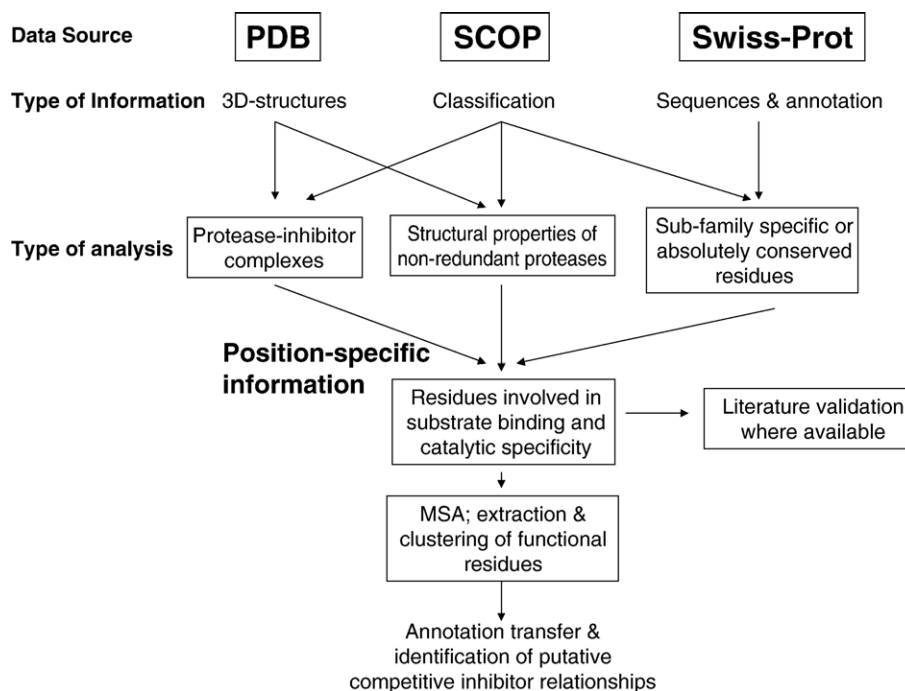 Data Source
PDB
SCOP
Swiss-Prot
Type of Information
3D-structures
Classification
Sequences & annotation
Type of analysis
Protease-inhibitor
complexes
Structural properties of
non-redundant proteases
Sub-family specific or
absolutely conserved
residues
Position-specific
information
Residues involved in
substrate binding and
catalytic specificity
Literature validation
where available
MSA; extraction &
clustering of functional
residues
Annotation transfer &
identification of putative
competitive inhibitor relationships